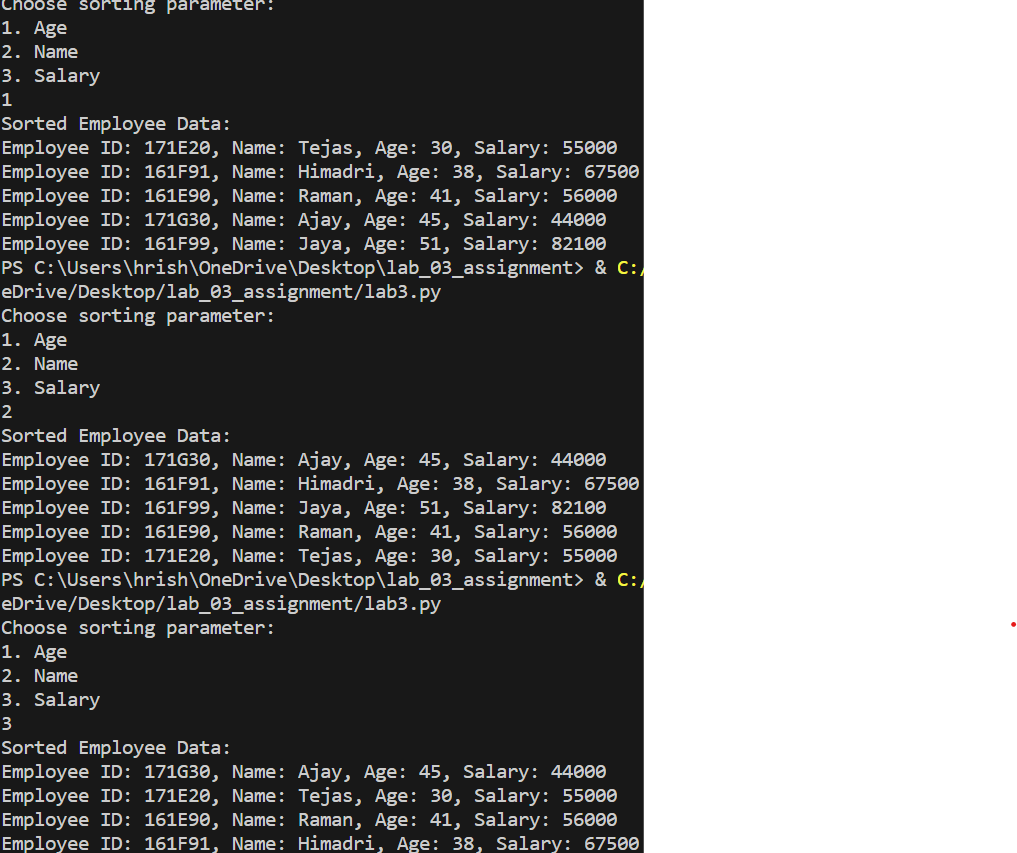 Choose sorting parameter:
1. Age
2. Name
3. Salary
1
Sorted Employee Data:
Employee ID: 171E20, Name: Tejas, Age: 30, Salary: 55000
Employee ID: 161F91, Name: Himadri, Age: 38, Salary: 67500
Employee ID: 161E90, Name: Raman, Age: 41, Salary: 56000
Employee ID: 171G30, Name: Ajay, Age: 45, Salary: 44000
Employee ID: 161F99, Name: Jaya, Age: 51, Salary: 82100
PS C:\Users\hrish\OneDrive\Desktop\lab_03_assignment> & C:/
eDrive/Desktop/lab_03_assignment/lab3.py
Choose sorting parameter:
1. Age
2. Name
3. Salary
2
Sorted Employee Data:
Employee ID: 171G30, Name: Ajay, Age: 45, Salary: 44000
Employee ID: 161F91, Name: Himadri, Age: 38, Salary: 67500
Employee ID: 161F99, Name: Jaya, Age: 51, Salary: 82100
Employee ID: 161E90, Name: Raman, Age: 41, Salary: 56000
Employee ID: 171E20, Name: Tejas, Age: 30, Salary: 55000
PS C:\Users\hrish\OneDrive\Desktop\lab_03_assignment> & C:/
eDrive/Desktop/lab_03_assignment/lab3.py
Choose sorting parameter:
1. Age
2. Name
3. Salary
3
Sorted Employee Data:
Employee ID: 171G30, Name: Ajay, Age: 45, Salary: 44000
Employee ID: 171E20, Name: Tejas, Age: 30, Salary: 55000
Employee ID: 161E90, Name: Raman, Age: 41, Salary: 56000
Employee ID: 161F91, Name: Himadri, Age: 38, Salary: 67500